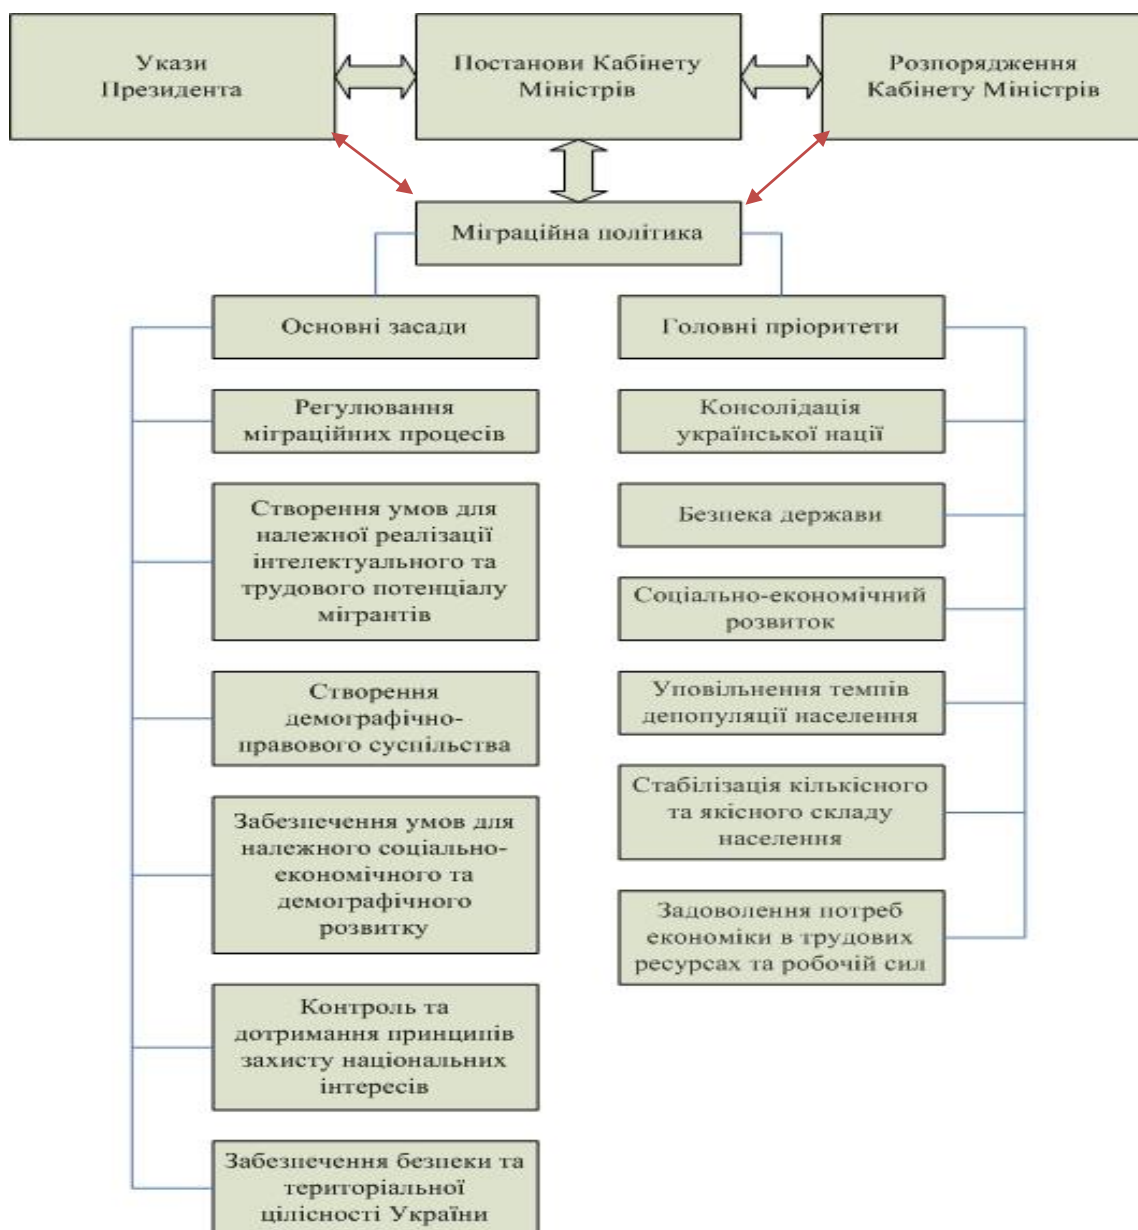 Укази
Президента
Постанови Кабінету
Міністрів
Розпорядження
Кабінету Міністрів
Міграційна політика
Основні засади
Регулювання
міграційних процесів
Створення умов для
належної реалізації
інтелектуального та
трудового потенціалу
мігрантів
Створення
демографічно-
правового суспільства
Забезпечення умов для
належного соціально-
економічного та
демографічного
розвитку
Контроль та
дотримання принципів
захисту національних
інтересів
Забезпечення безпеки та
територіальної
цілісності України
Головні пріоритети
Консолідація
української нації
Безпека держави
Соціально-економічний
розвиток
Уповільнення темпів
депопуляції населення
Стабілізація кількісного
та якісного складу
населення
Задоволення потреб
економіки в трудових
ресурсах та робочій сил